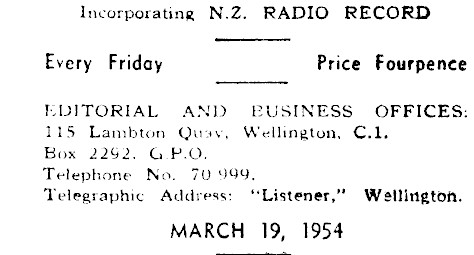 Incorporating N.Z. RADIO RECORD
Every Friday Price Fourpence
EDITORIAL AND BUSINESS OFFICES:
115 Lambton Quay, Wellington, C.1.
Box 2292, G.P.O.
Telephone No. 70 999.
Telegraphic Address: "Listener," Wellington.
MARCH 19, 1954